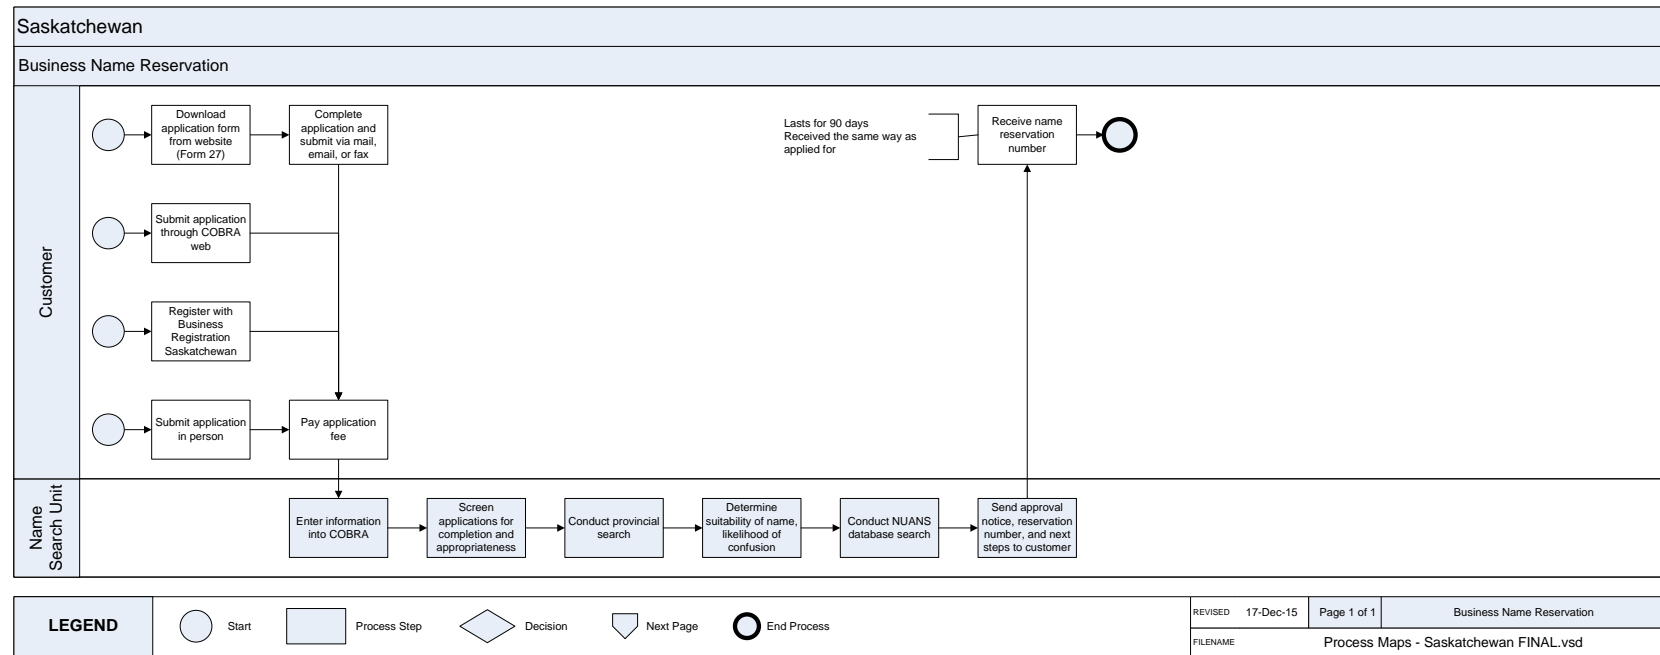 Saskatchewan
Business Name Reservation
Customer
Download
application form
from website
(Form 27)
Complete
application and
submit via mail,
email, or fax
Lasts for 90 days
Received the same way as
applied for
Receive name
reservation
number
Submit application
through COBRA
web
Register with
Business
Registration
Saskatchewan
Submit application
in person
Pay application
fee
Name
Search Unit
Enter information
into COBRA
Screen
applications for
completion and
appropriateness
Conduct provincial
search
Determine
suitability of name,
likelihood of
confusion
Conduct NUANS
database search
Send approval
notice, reservation
number, and next
steps to customer
LEGEND
Start
Process Step
Decision
Next Page
End Process
REVISED 17-Dec-15 Page 1 of 1 Business Name Reservation
FILENAME Process Maps - Saskatchewan FINAL.vsd